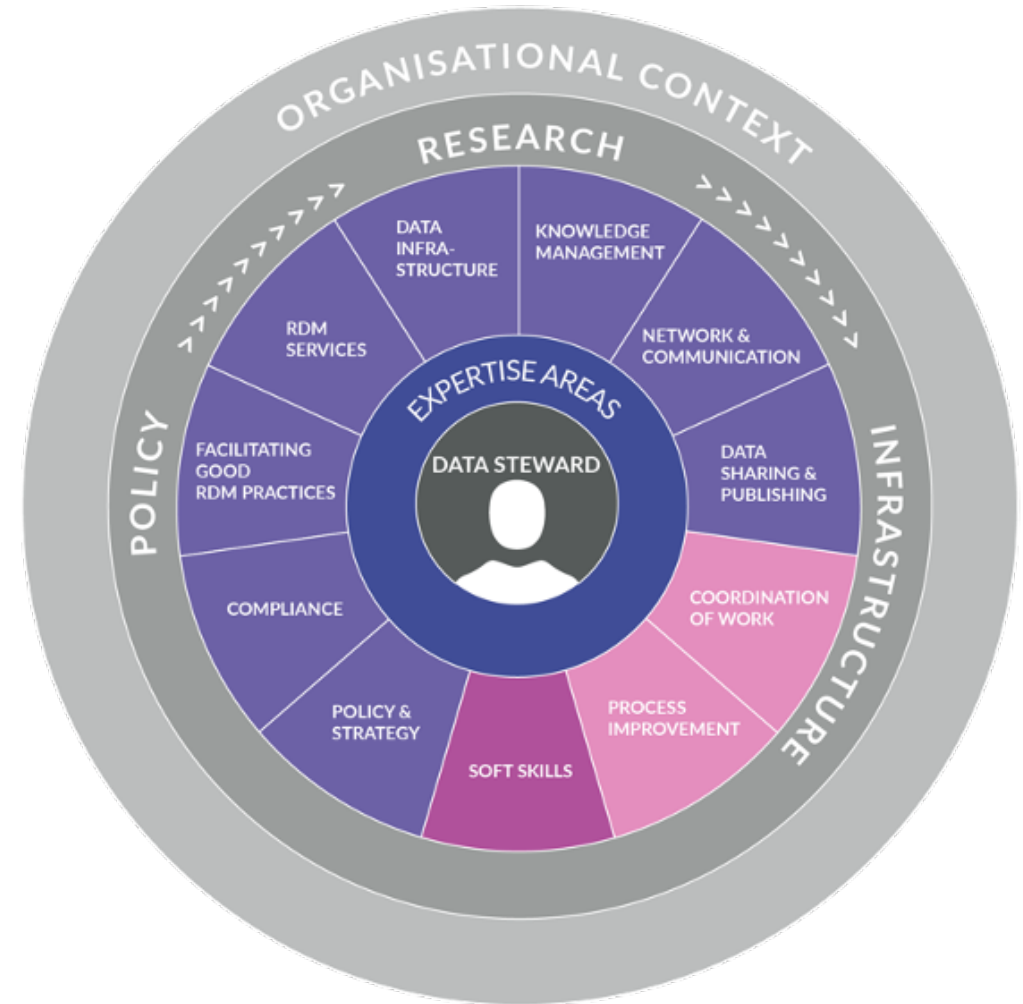 ORGANISATIONAL CONTEXT
RESEARCH
>>>>>>>>>>
>>>>>>>>>>
POLICY
INFRASTRUCTURE
DATA
INFRA-
STRUCTURE
KNOWLEDGE
MANAGEMENT
NETWORK &
COMMUNICATION
DATA
SHARING &
PUBLISHING
COORDINATION
OF WORK
PROCESS
IMPROVEMENT
SOFT SKILLS
POLICY &
STRATEGY
COMPLIANCE
FACILITATING
GOOD
RDM PRACTICES
RDM
SERVICES
EXPERTISE AREAS
DATA STEWARD